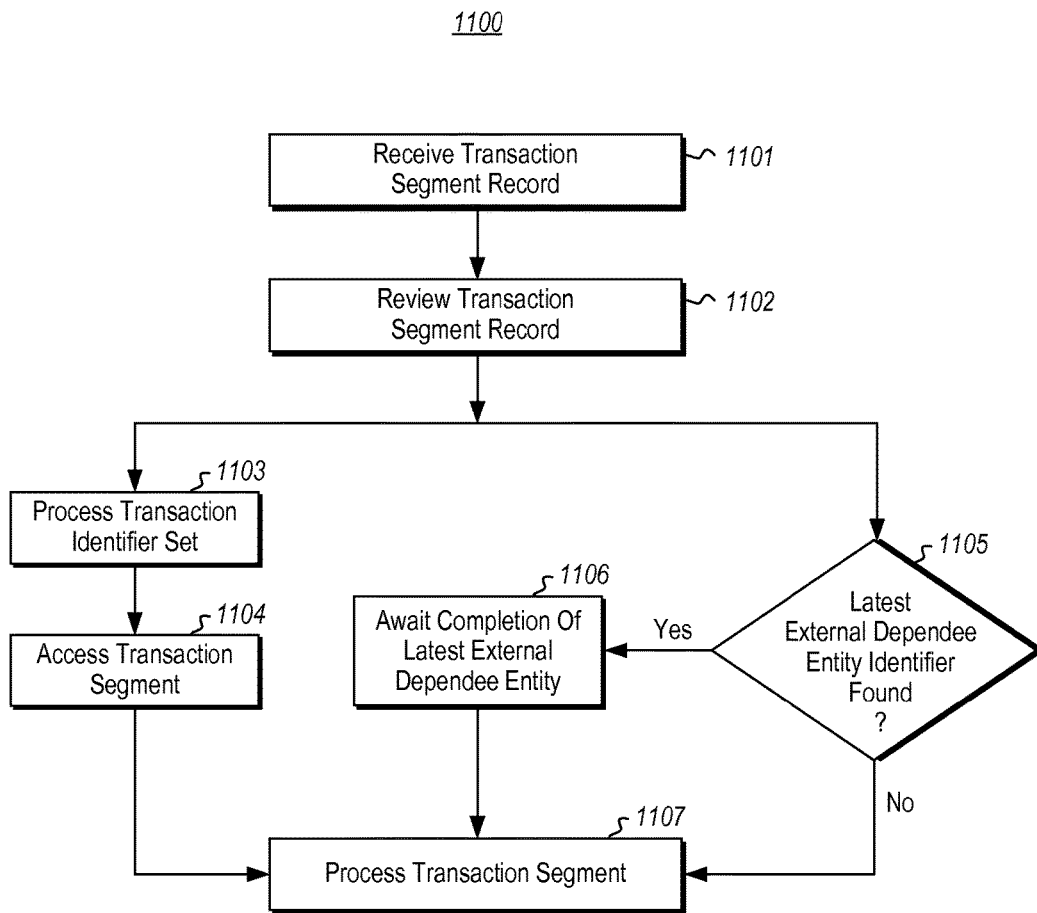 1100
Receive Transaction
Segment Record
1101
Review Transaction
Segment Record
1102
1103
Process Transaction
Identifier Set
1104
Access Transaction
Segment
1105
Latest
External Dependee
Entity Identifier
Found
?
Yes
1106
Await Completion Of
Latest External
Dependee Entity
No
1107
Process Transaction Segment